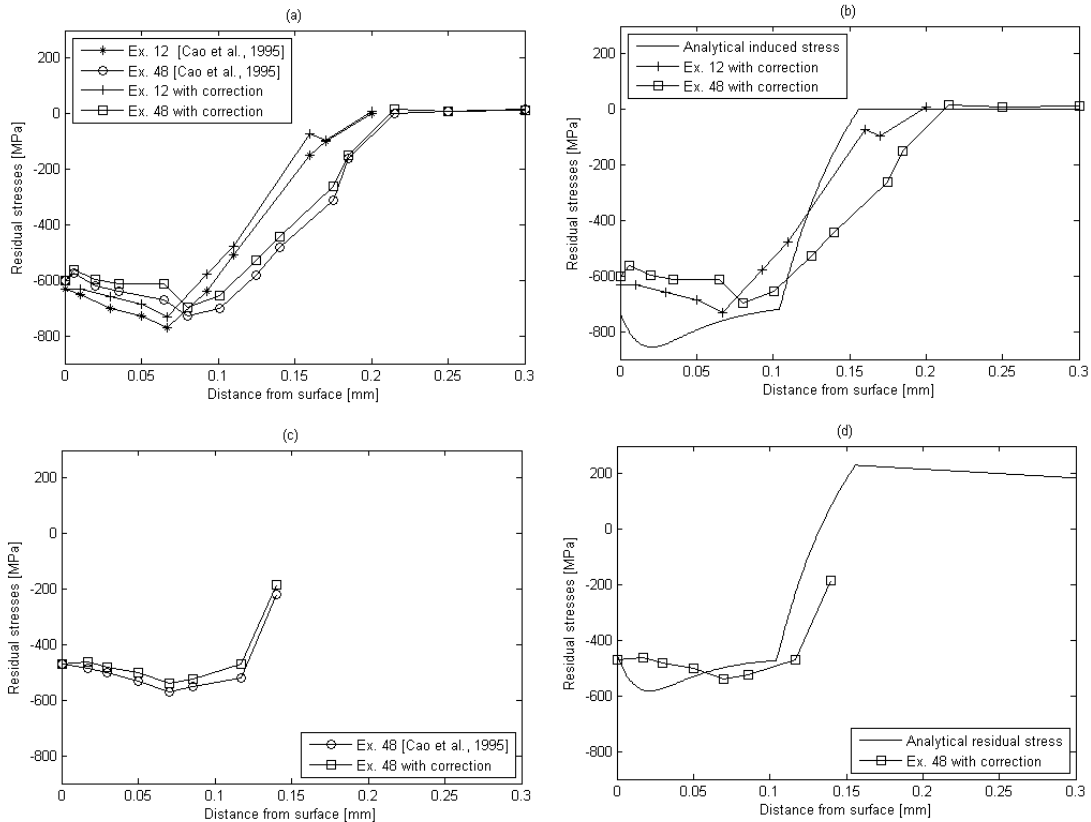 (a)
Ex. 12 [Cao et al., 1995]
Ex. 48 [Cao et al., 1995]
Ex. 12 with correction
Ex. 48 with correction
200
0
-200
-400
-600
-800
Residual stresses [MPa]
0 0.05 0.1 0.15 0.2 0.25 0.3
Distance from surface [mm]
(b)
Analytical induced stress
Ex. 12 with correction
Ex. 48 with correction
200
0
-200
-400
-600
-800
Residual stresses [MPa]
0 0.05 0.1 0.15 0.2 0.25 0.3
Distance from surface [mm]
(c)
200
0
-200
-400
-600
-800
Residual stresses [MPa]
Ex. 48 [Cao et al., 1995]
Ex. 48 with correction
0 0.05 0.1 0.15 0.2 0.25 0.3
Distance from surface [mm]
(d)
200
0
-200
-400
-600
-800
Residual stresses [MPa]
Analytical residual stress
Ex. 48 with correction
0 0.05 0.1 0.15 0.2 0.25 0.3
Distance from surface [mm]